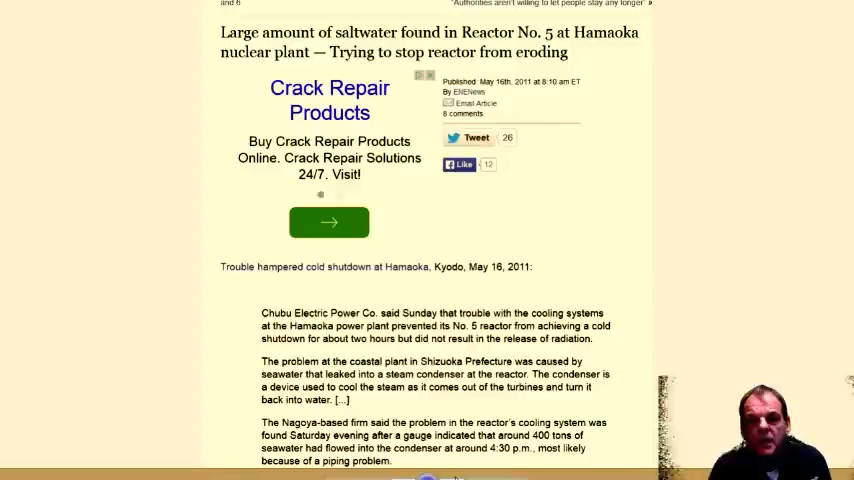 and 6
"Authorities aren't willing to let people stay any longer" »
Large amount of saltwater found in Reactor No. 5 at Hamaoka
nuclear plant — Trying to stop reactor from eroding
Crack Repair
Products
Buy Crack Repair Products
Online. Crack Repair Solutions
24/7. Visit!
Published: May 16th, 2011 at 8:10 am ET
By ENENews
Email Article
8 comments
Tweet 26
Like 12
Trouble hampered cold shutdown at Hamaoka, Kyodo, May 16, 2011:
Chubu Electric Power Co. said Sunday that trouble with the cooling systems
at the Hamaoka power plant prevented its No. 5 reactor from achieving a cold
shutdown for about two hours but did not result in the release of radiation.
The problem at the coastal plant in Shizuoka Prefecture was caused by
seawater that leaked into a steam condenser at the reactor. The condenser is
a device used to cool the steam as it comes out of the turbines and turn it
back into water. [...]
The Nagoya-based firm said the problem in the reactor's cooling system was
found Saturday evening after a gauge indicated that around 400 tons of
seawater had flowed into the condenser at around 4:30 p.m., most likely
because of a piping problem.